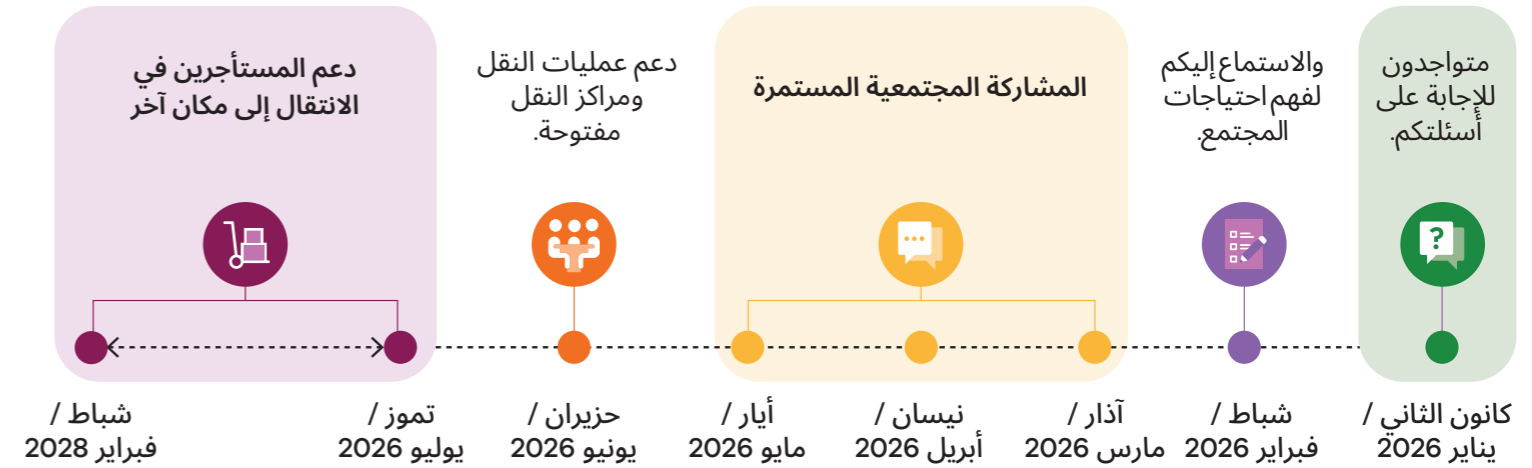 متواجدون
للإجابة على
أسئلتكم.
والاستماع إليكم
لفهم احتياجات
المجتمع.
المشاركة المجتمعية المستمرة
دعم عمليات النقل
ومراكز النقل
مفتوحة.
دعم المستأجرين في
الانتقال إلى مكان آخر
?
كانون الثاني /
يناير 2026
شباط /
فبراير 2026
آذار /
مارس 2026
نيسان /
أبريل 2026
أيار /
مايو 2026
حزيران /
يونيو 2026
تموز /
يوليو 2026
شباط /
فبراير 2028